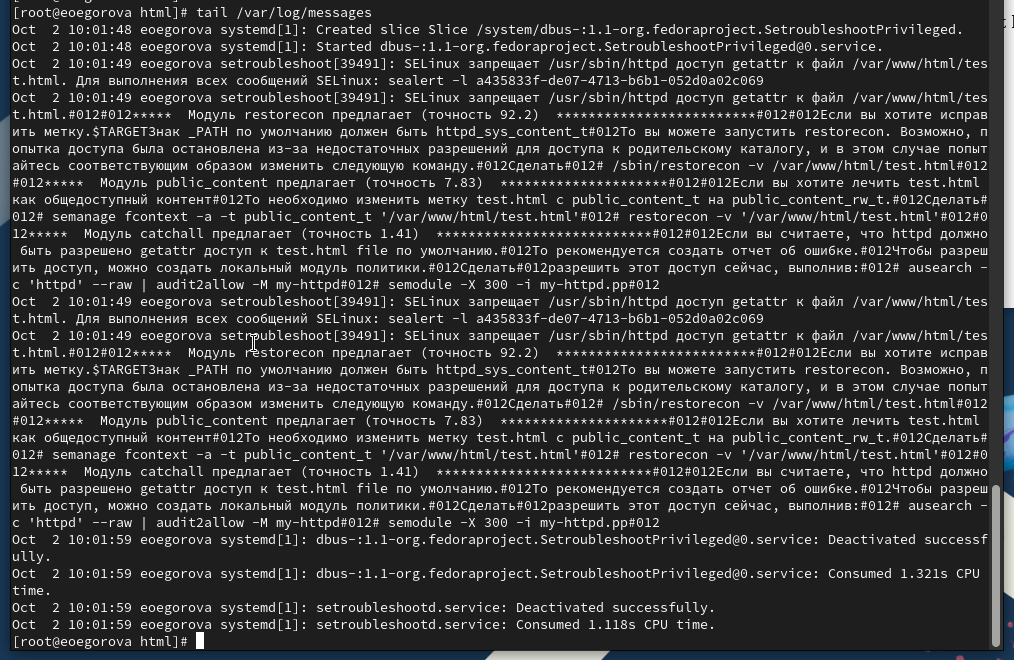 [root@eoegorova html]# tail /var/log/messages
Oct  2 10:01:48 eoegorova systemd[1]: Created slice Slice /system/dbus-:1.1-org.fedoraproject.SetroubleshootPrivileged.
Oct  2 10:01:48 eoegorova systemd[1]: Started dbus-:1.1-org.fedoraproject.SetroubleshootPrivileged@0.service.
Oct  2 10:01:49 eoegorova setroubleshoot[39491]: SELinux запрещает /usr/sbin/httpd доступ getattr к файл /var/www/html/tes
t.html. Для выполнения всех сообщений SELinux: sealert -l a435833f-de07-4713-b6b1-052d0a02c069
Oct  2 10:01:49 eoegorova setroubleshoot[39491]: SELinux запрещает /usr/sbin/httpd доступ getattr к файл /var/www/html/tes
t.html.#012#012*****  Модуль restorecon предлагает (точность 92.2)  *************************#012#012Если вы хотите исправ
ить метку.$TARGETЗнак _PATH по умолчанию должен быть httpd_sys_content_t#012То вы можете запустить restorecon. Возможно, п
опытка доступа была остановлена из-за недостаточных разрешений для доступа к родительскому каталогу, и в этом случае попыт
айтесь соответствующим образом изменить следующую команду.#012Сделать#012# /sbin/restorecon -v /var/www/html/test.html#012
#012*****  Модуль public_content предлагает (точность 7.83)  *********************#012#012Если вы хотите лечить test.html
как общедоступный контент#012То необходимо изменить метку test.html с public_content_t на public_content_rw_t.#012Сделать#
012# semanage fcontext -a -t public_content_t '/var/www/html/test.html'#012# restorecon -v '/var/www/html/test.html'#012#0
12*****  Модуль catchall предлагает (точность 1.41)  ***************************#012#012Если вы считаете, что httpd должно
 быть разрешено getattr доступ к test.html file по умолчанию.#012То рекомендуется создать отчет об ошибке.#012Чтобы разреш
ить доступ, можно создать локальный модуль политики.#012Сделать#012разрешить этот доступ сейчас, выполнив:#012# ausearch -
c 'httpd' --raw | audit2allow -M my-httpd#012# semodule -X 300 -i my-httpd.pp#012
Oct  2 10:01:49 eoegorova setroubleshoot[39491]: SELinux запрещает /usr/sbin/httpd доступ getattr к файл /var/www/html/tes
t.html. Для выполнения всех сообщений SELinux: sealert -l a435833f-de07-4713-b6b1-052d0a02c069
Oct  2 10:01:49 eoegorova setroubleshoot[39491]: SELinux запрещает /usr/sbin/httpd доступ getattr к файл /var/www/html/tes
t.html.#012#012*****  Модуль restorecon предлагает (точность 92.2)  *************************#012#012Если вы хотите исправ
ить метку.$TARGETЗнак _PATH по умолчанию должен быть httpd_sys_content_t#012То вы можете запустить restorecon. Возможно, п
опытка доступа была остановлена из-за недостаточных разрешений для доступа к родительскому каталогу, и в этом случае попыт
айтесь соответствующим образом изменить следующую команду.#012Сделать#012# /sbin/restorecon -v /var/www/html/test.html#012
#012*****  Модуль public_content предлагает (точность 7.83)  *********************#012#012Если вы хотите лечить test.html
как общедоступный контент#012То необходимо изменить метку test.html с public_content_t на public_content_rw_t.#012Сделать#
012# semanage fcontext -a -t public_content_t '/var/www/html/test.html'#012# restorecon -v '/var/www/html/test.html'#012#0
12*****  Модуль catchall предлагает (точность 1.41)  ***************************#012#012Если вы считаете, что httpd должно
 быть разрешено getattr доступ к test.html file по умолчанию.#012То рекомендуется создать отчет об ошибке.#012Чтобы разреш
ить доступ, можно создать локальный модуль политики.#012Сделать#012разрешить этот доступ сейчас, выполнив:#012# ausearch -
c 'httpd' --raw | audit2allow -M my-httpd#012# semodule -X 300 -i my-httpd.pp#012
Oct  2 10:01:59 eoegorova systemd[1]: dbus-:1.1-org.fedoraproject.SetroubleshootPrivileged@0.service: Deactivated successf
ully.
Oct  2 10:01:59 eoegorova systemd[1]: dbus-:1.1-org.fedoraproject.SetroubleshootPrivileged@0.service: Consumed 1.321s CPU
time.
Oct  2 10:01:59 eoegorova systemd[1]: setroubleshootd.service: Deactivated successfully.
Oct  2 10:01:59 eoegorova systemd[1]: setroubleshootd.service: Consumed 1.118s CPU time.
[root@eoegorova html]#